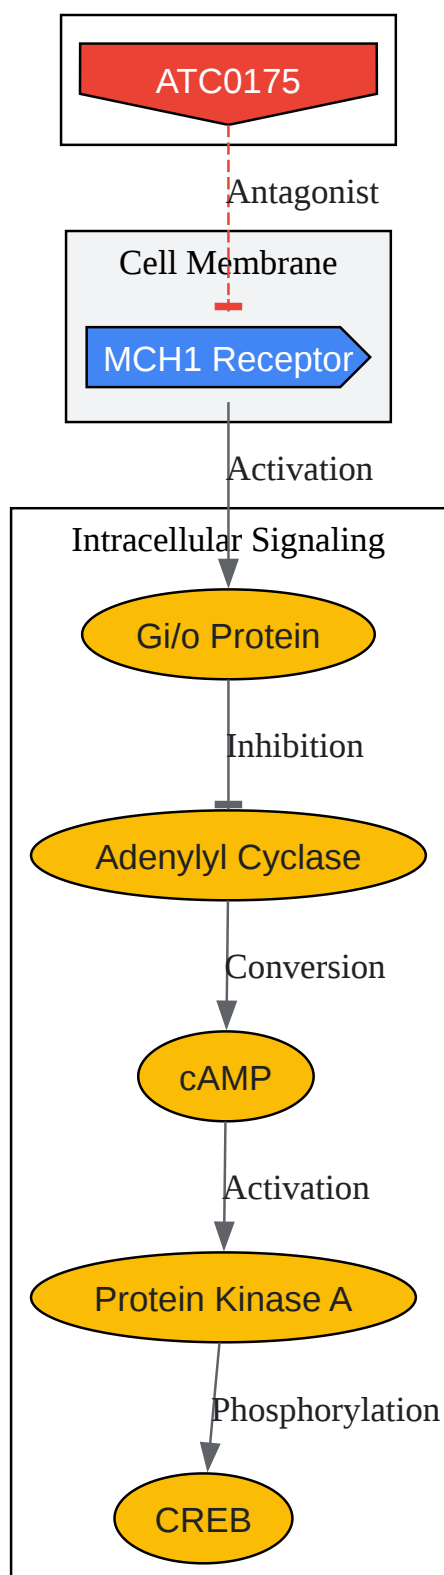 ATC0175
Antagonist
Cell Membrane
MCH1 Receptor
Activation
Intracellular Signaling
Gi/o Protein
Inhibition
Adenylyl Cyclase
Conversion
cAMP
Activation
Protein Kinase A
Phosphorylation
CREB